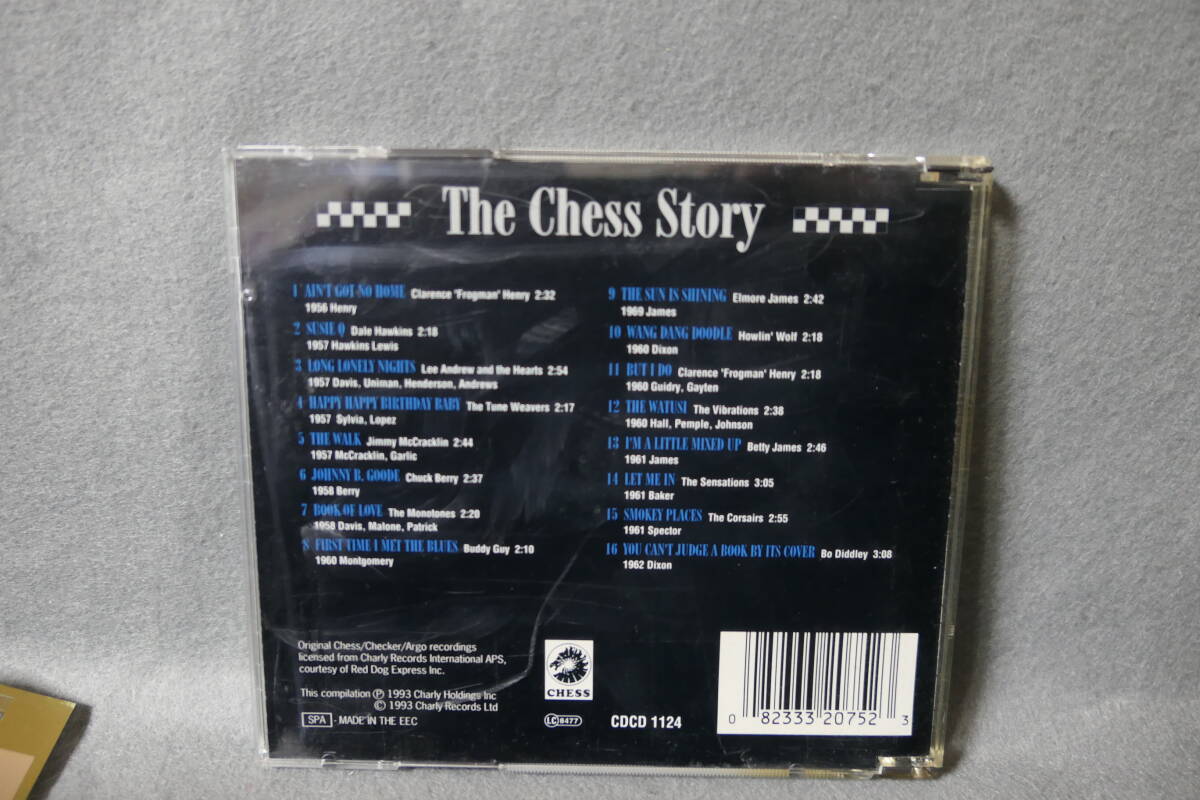 The Chess Story
1 AIN'T GOT NO HOME Clarence 'Frogman' Henry 2:32
1956 Henry
2 SUSIE Q Dale Hawkins 2:18
1957 Hawkins Lewis
3 LONG LONELY NIGHTS Lee Andrew and the Hearts 2:54
1957 Davis, Uniman, Henderson, Andrews
4 HAPPY HAPPY BIRTHDAY BABY The Tune Weavers 2:17
1957 Sylvia, Lopez
5 THE WALK Jimmy McCracklin 2:44
1957 McCracklin, Garlic
6 JOHNNY B. GOODE Chuck Berry 2:37
1958 Berry
7 BOOK OF LOVE The Monotones 2:20
1958 Davis, Malone, Patrick
8 FIRST TIME I MET THE BLUES Buddy Guy 2:10
1960 Montgomery
9 THE SUN IS SHINING Elmore James 2:42
1969 James
10 WANG DANG DOODLE Howlin' Wolf 2:18
1960 Dixon
11 BUT I DO Clarence 'Frogman' Henry 2:18
1960 Guidry, Gayten
12 THE WATUSI The Vibrations 2:38
1960 Hall, Pemple, Johnson
13 I'M A LITTLE MIXED UP Betty James 2:46
1961 James
14 LET ME IN The Sensations 3:05
1961 Baker
15 SMOKEY PLACES The Corsairs 2:55
1961 Spector
16 YOU CAN'T JUDGE A BOOK BY ITS COVER Bo Diddley 3:08
1962 Dixon
Original Chess/Checker/Argo recordings
licensed from Charly Records International APS,
courtesy of Red Dog Express Inc.
This compilation Ⓟ 1993 Charly Holdings Inc
© 1993 Charly Records Ltd
SPA - MADE IN THE EEC
CHESS
LC 8477
CDCD 1124
0 82333 20752 3